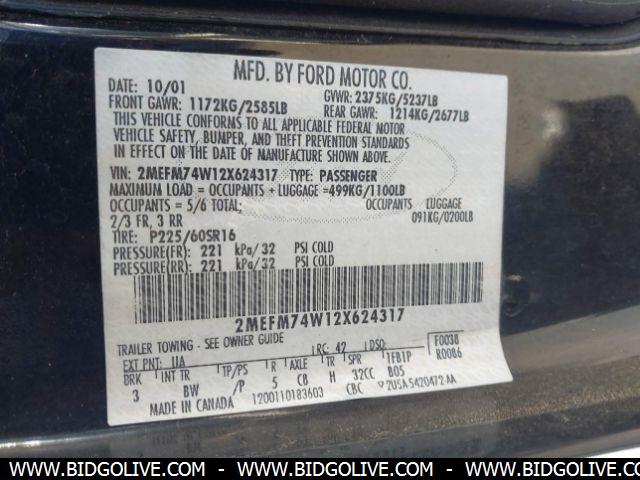 MFD. BY FORD MOTOR CO.
DATE: 10/01 GVWR: 2375KG/5237LB
FRONT GAWR: 1172KG/2585LB REAR GAWR: 1214KG/2677LB
THIS VEHICLE CONFORMS TO ALL APPLICABLE FEDERAL MOTOR
VEHICLE SAFETY, BUMPER, AND THEFT PREVENTION STANDARDS
IN EFFECT ON THE DATE OF MANUFACTURE SHOWN ABOVE.
VIN: 2MEFM74W12X624317 TYPE: PASSENGER
MAXIMUM LOAD = OCCUPANTS + LUGGAGE =499KG/1100LB
OCCUPANTS = 5/6 TOTAL: OCCUPANTS LUGGAGE
2/3 FR, 3 RR 091KG/0200LB
TIRE: P225/60SR16
PRESSURE(FR): 221 kPa/32 PSI COLD
PRESSURE(RR): 221 kPa/32 PSI COLD
2MEFM74W12X624317
TRAILER TOWING - SEE OWNER GUIDE
EXT PNT: UA RC: 42 DSO: F0038
BRK INT TR TP/PS R AXLE TR SPR 1FB1P R0086
3 BW /P 5 C8 H 32CC B05
MADE IN CANADA 1200110183603 CBC 2U5A5420472AA
WWW.BIDGOLIVE.COM - WWW.BIDGOLIVE.COM - WWW.BIDGOLIVE.COM - WWW.BIDGOLIVE.COM